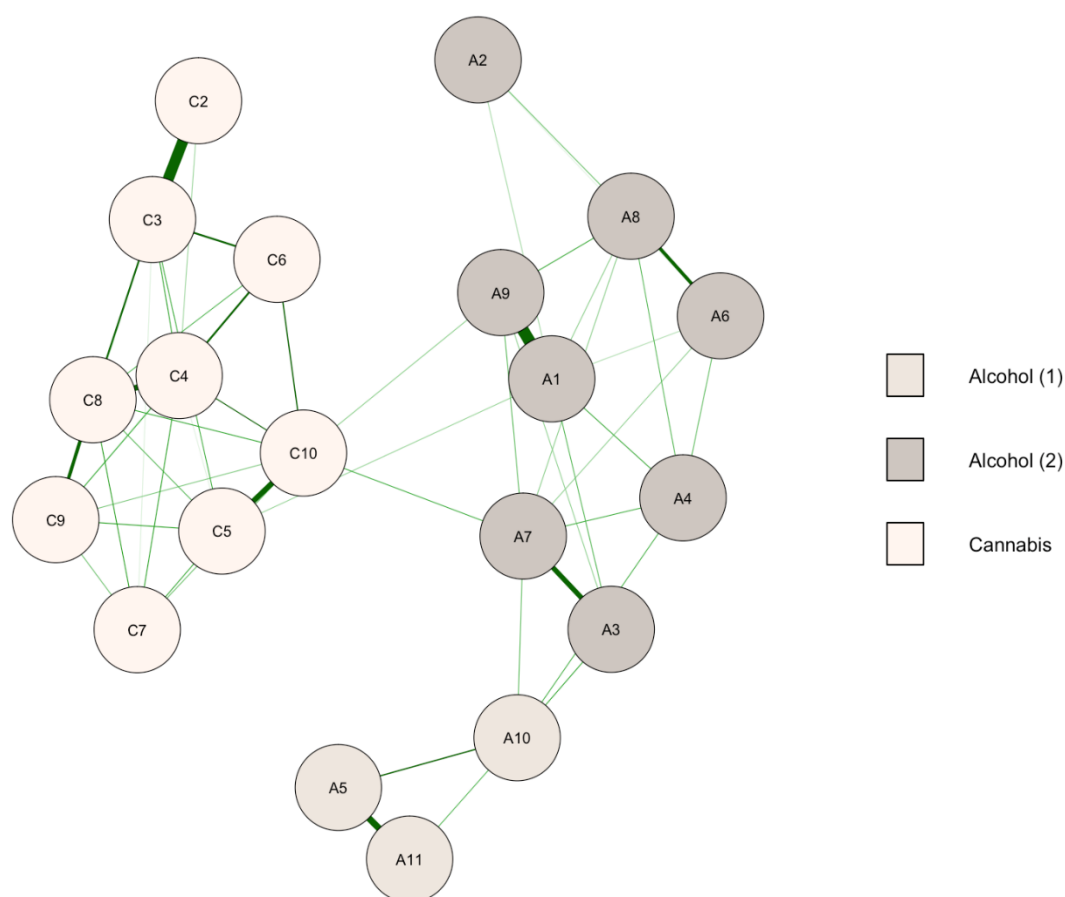 A2
C2
C3
A8
C6
A9
A6
C4
A1
C8
C10
A4
C9
C5
A7
C7
A3
A10
A5
A11
Alcohol (1)
Alcohol (2)
Cannabis